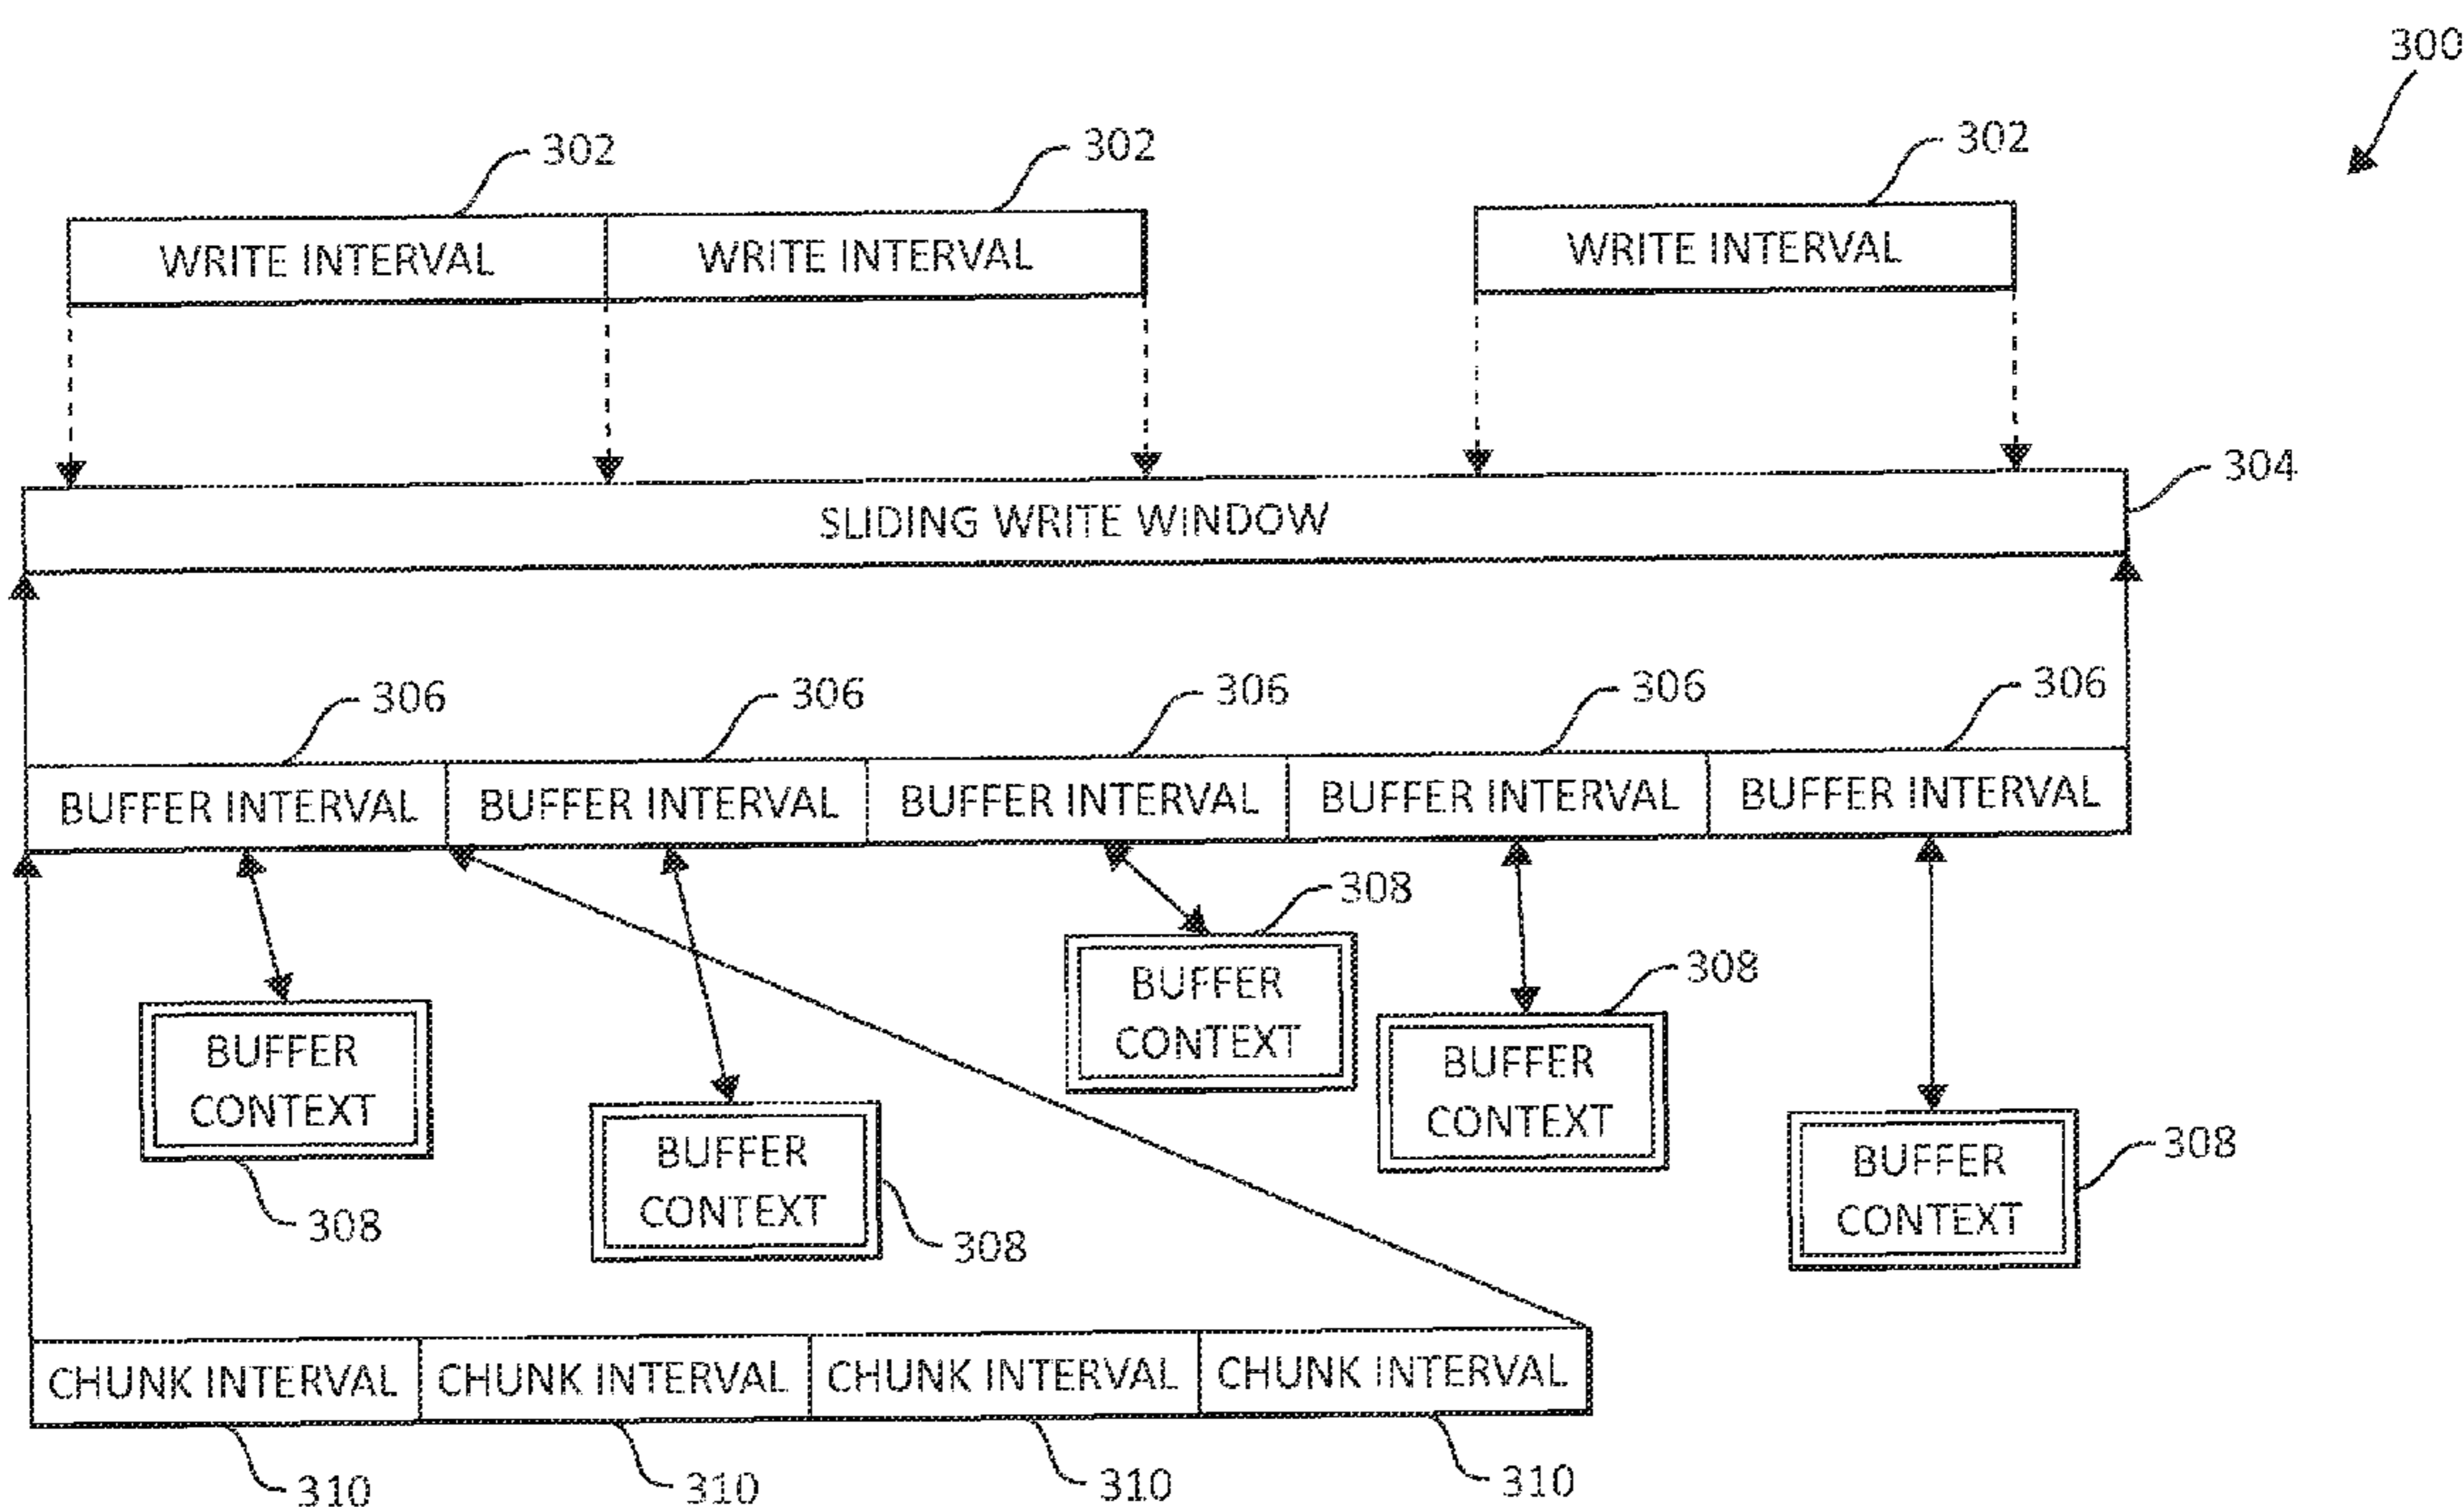 300
302
302
302
WRITE INTERVAL
WRITE INTERVAL
WRITE INTERVAL
304
SLIDING WRITE WINDOW
306
306
306
306
306
BUFFER INTERVAL
BUFFER INTERVAL
BUFFER INTERVAL
BUFFER INTERVAL
BUFFER INTERVAL
308
BUFFER
CONTEXT
308
BUFFER
CONTEXT
BUFFER
CONTEXT
308
BUFFER
CONTEXT
308
BUFFER
CONTEXT
308
CHUNK INTERVAL
CHUNK INTERVAL
CHUNK INTERVAL
CHUNK INTERVAL
310
310
310
310